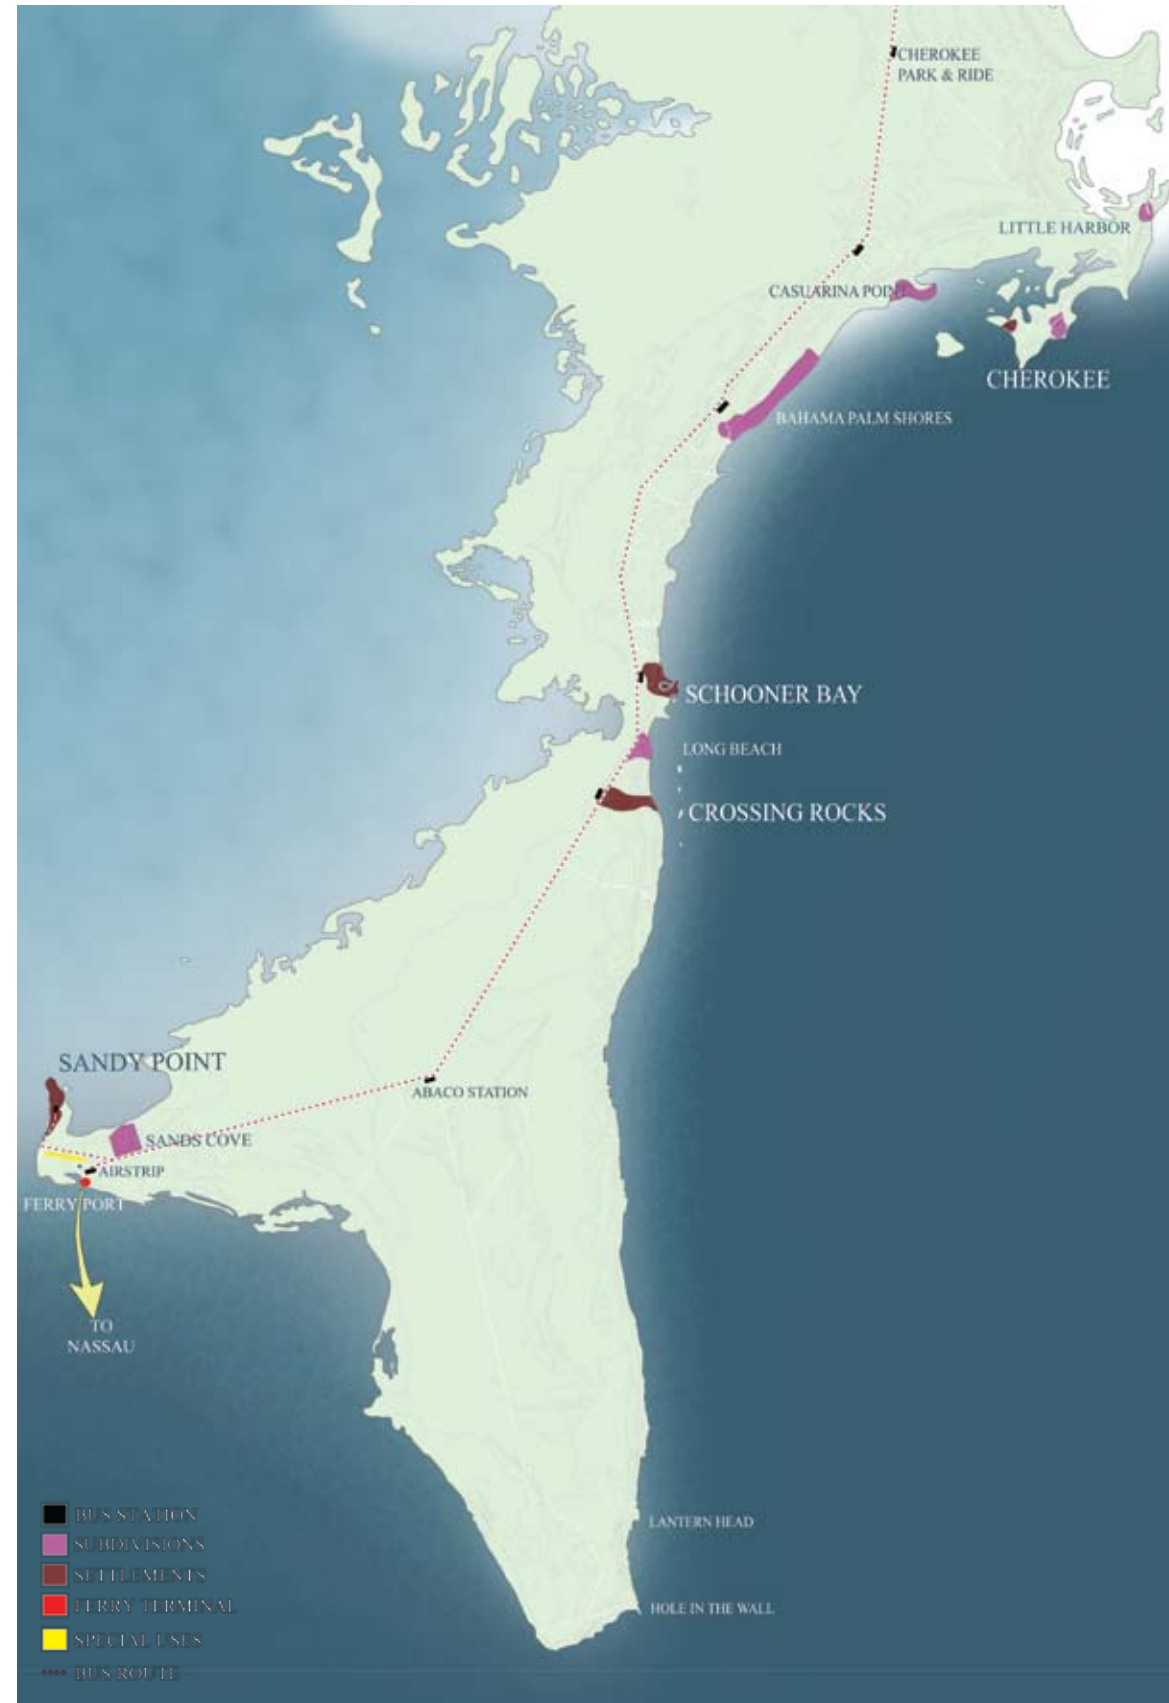 CHEROKEE
PARK & RIDE
LITTLE HARBOR
CASUARINA POINT
CHEROKEE
BAHAMA PALM SHORES
SCHOONER BAY
LONG BEACH
CROSSING ROCKS
SANDY POINT
ABACO STATION
SANDS COVE
AIRSTRIP
FERRY PORT
TO
NASSAU
LANTERN HEAD
HOLE IN THE WALL
BUS STATION
SUBDIVISIONS
SETTLEMENTS
FERRY TERMINAL
SPECIAL USES
BUS ROUTE